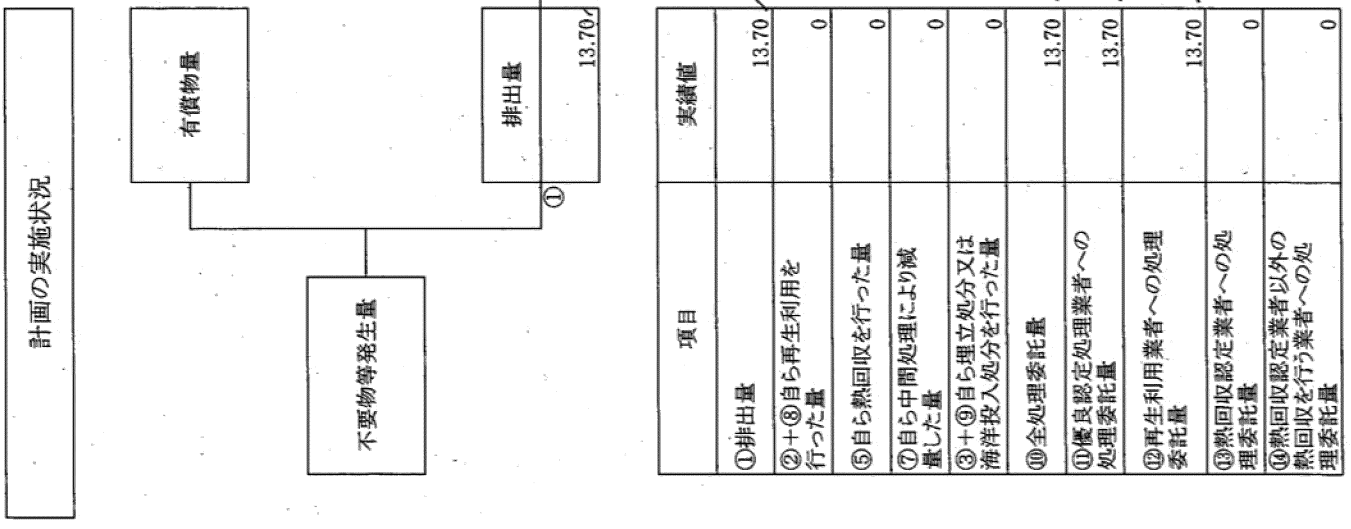 計画の実施状況
有償物量
不要物等発生量
排出量
①
13.70
項目
実績値
①排出量
13.70
②+⑧自ら再生利用を
行った量
0
⑤自ら熱回収を行った量
0
⑦自ら中間処理により減
量した量
0
③+⑨自ら埋立処分又は
海洋投入処分を行った量
0
⑩全処理委託量
13.70
⑪優良認定処理業者への
処理委託量
13.70
⑫再生利用業者への処理
委託量
13.70
⑬熱回収認定業者への処
理委託量
0
⑭熱回収認定業者以外の
熱回収を行う業者への処
理委託量
0